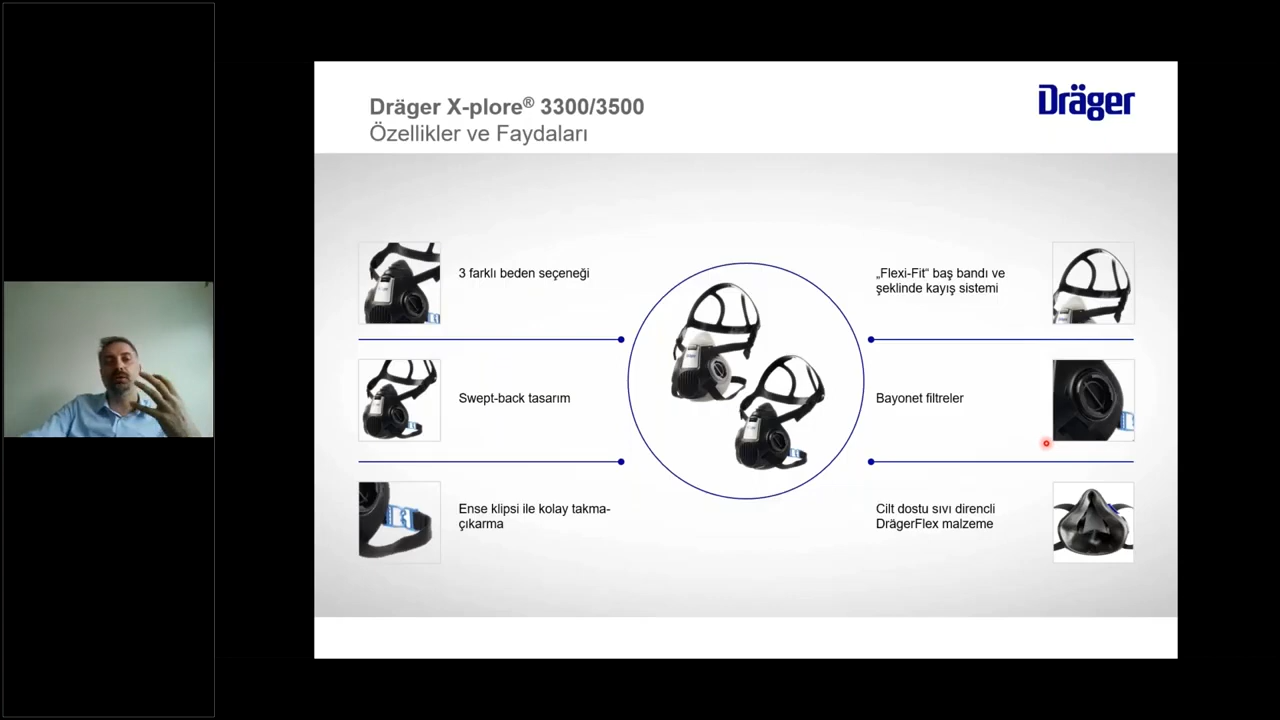 Dräger X-plore® 3300/3500
Özellikler ve Faydaları
Dräger
3 farklı beden seçeneği
Swept-back tasarım
Ense klipsi ile kolay takma-
çıkarma
„Flexi-Fit“ baş bandı ve
şeklinde kayış sistemi
Bayonet filtreler
Cilt dostu sıvı direncli
DrägerFlex malzeme